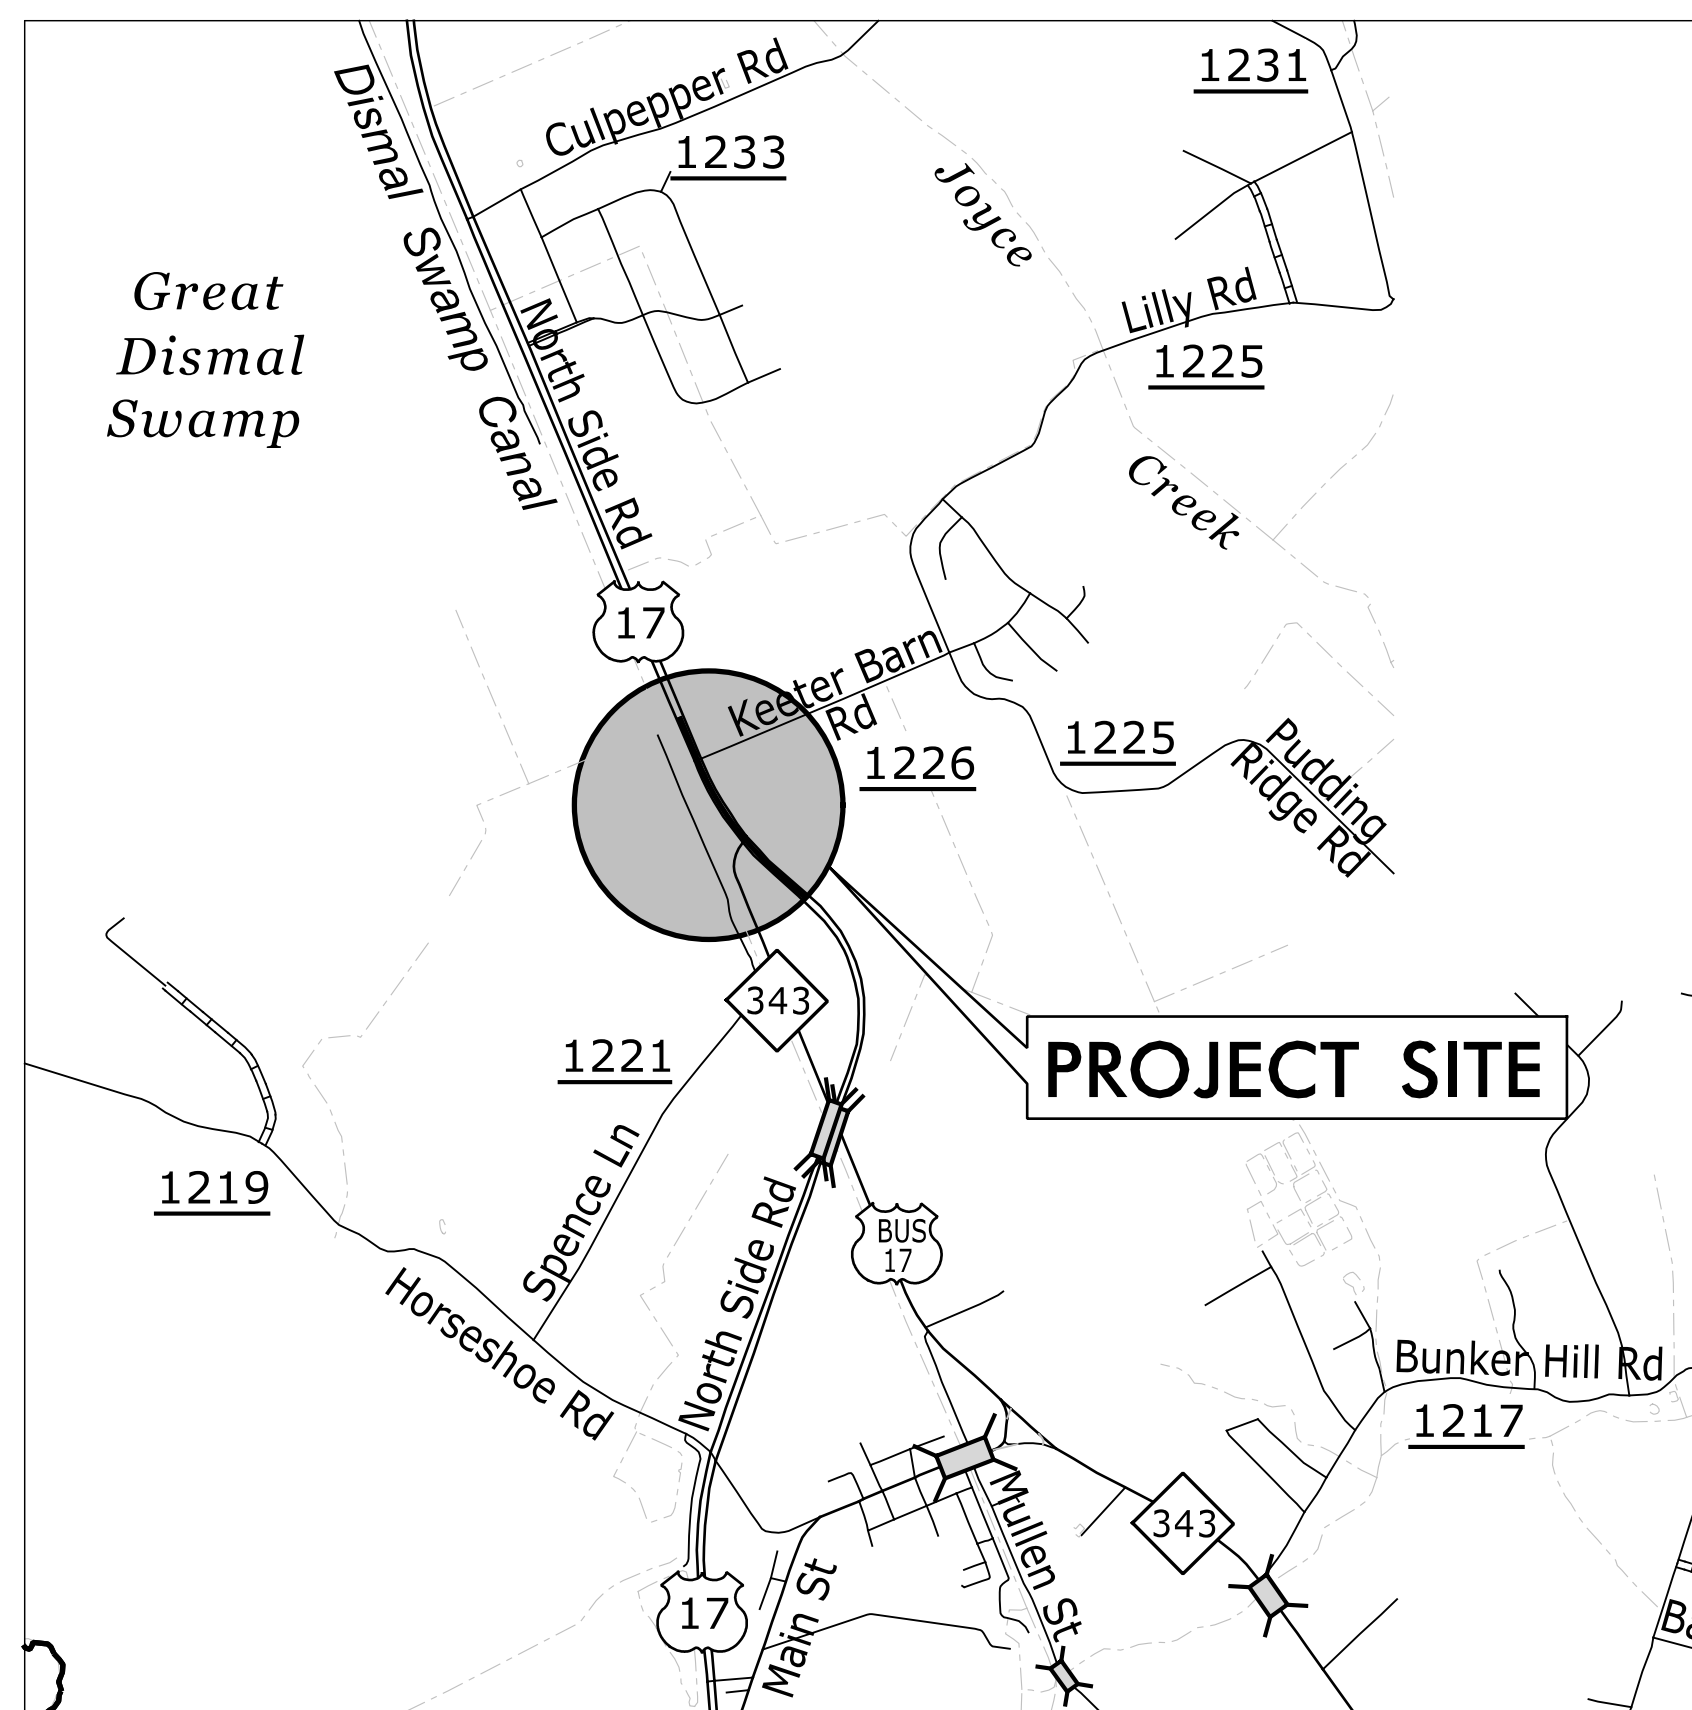 1231
Culpepper Rd
1233
Dismal Swamp Canal
Joyce
Creek
Great
Dismal
Swamp
North Side Rd
Lilly Rd
1225
17
Keeter Barn
Rd
1226
1225
Pudding
Ridge Rd
343
1221
PROJECT SITE
Spence Ln
1219
North Side Rd
BUS
17
Horseshoe Rd
Bunker Hill Rd
1217
Mullen St
343
17
Main St